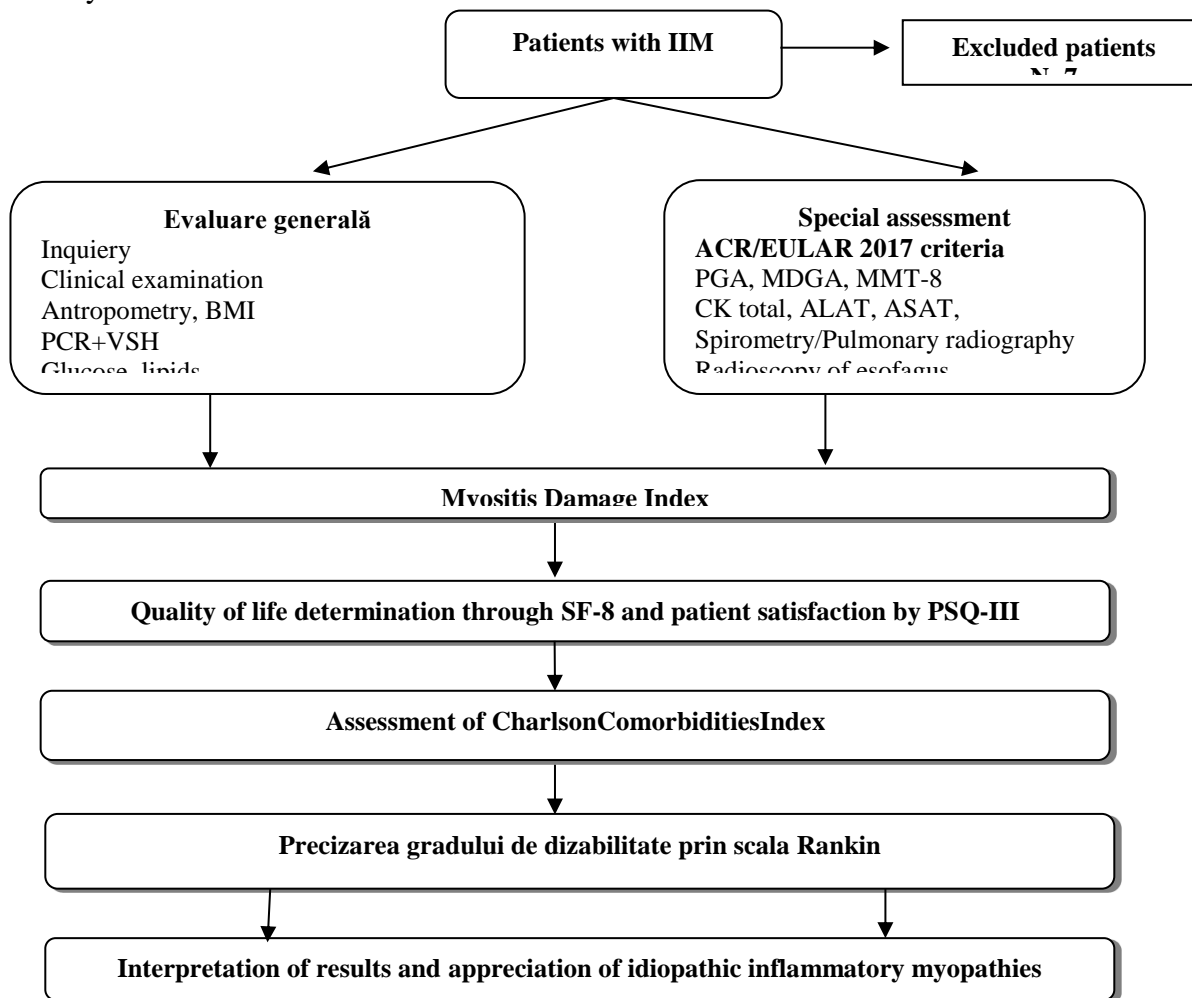 Patients with IIM
Excluded patients
Evaluare generală
Inquiery
Clinical examination
Antropometry, BMI
PCR+VSH
Glucose, lipids
Special assessment
ACR/EULAR 2017 criteria
PGA, MDGA, MMT-8
CK total, ALAT, ASAT,
Spirometry/Pulmonary radiography
Radioscopy of esofagus
Myositis Damage Index
Quality of life determination through SF-8 and patient satisfaction by PSQ-III
Assessment of CharlsonComorbiditiesIndex
Precizarea gradului de dizabilitate prin scala Rankin
Interpretation of results and appreciation of idiopathic inflammatory myopathies